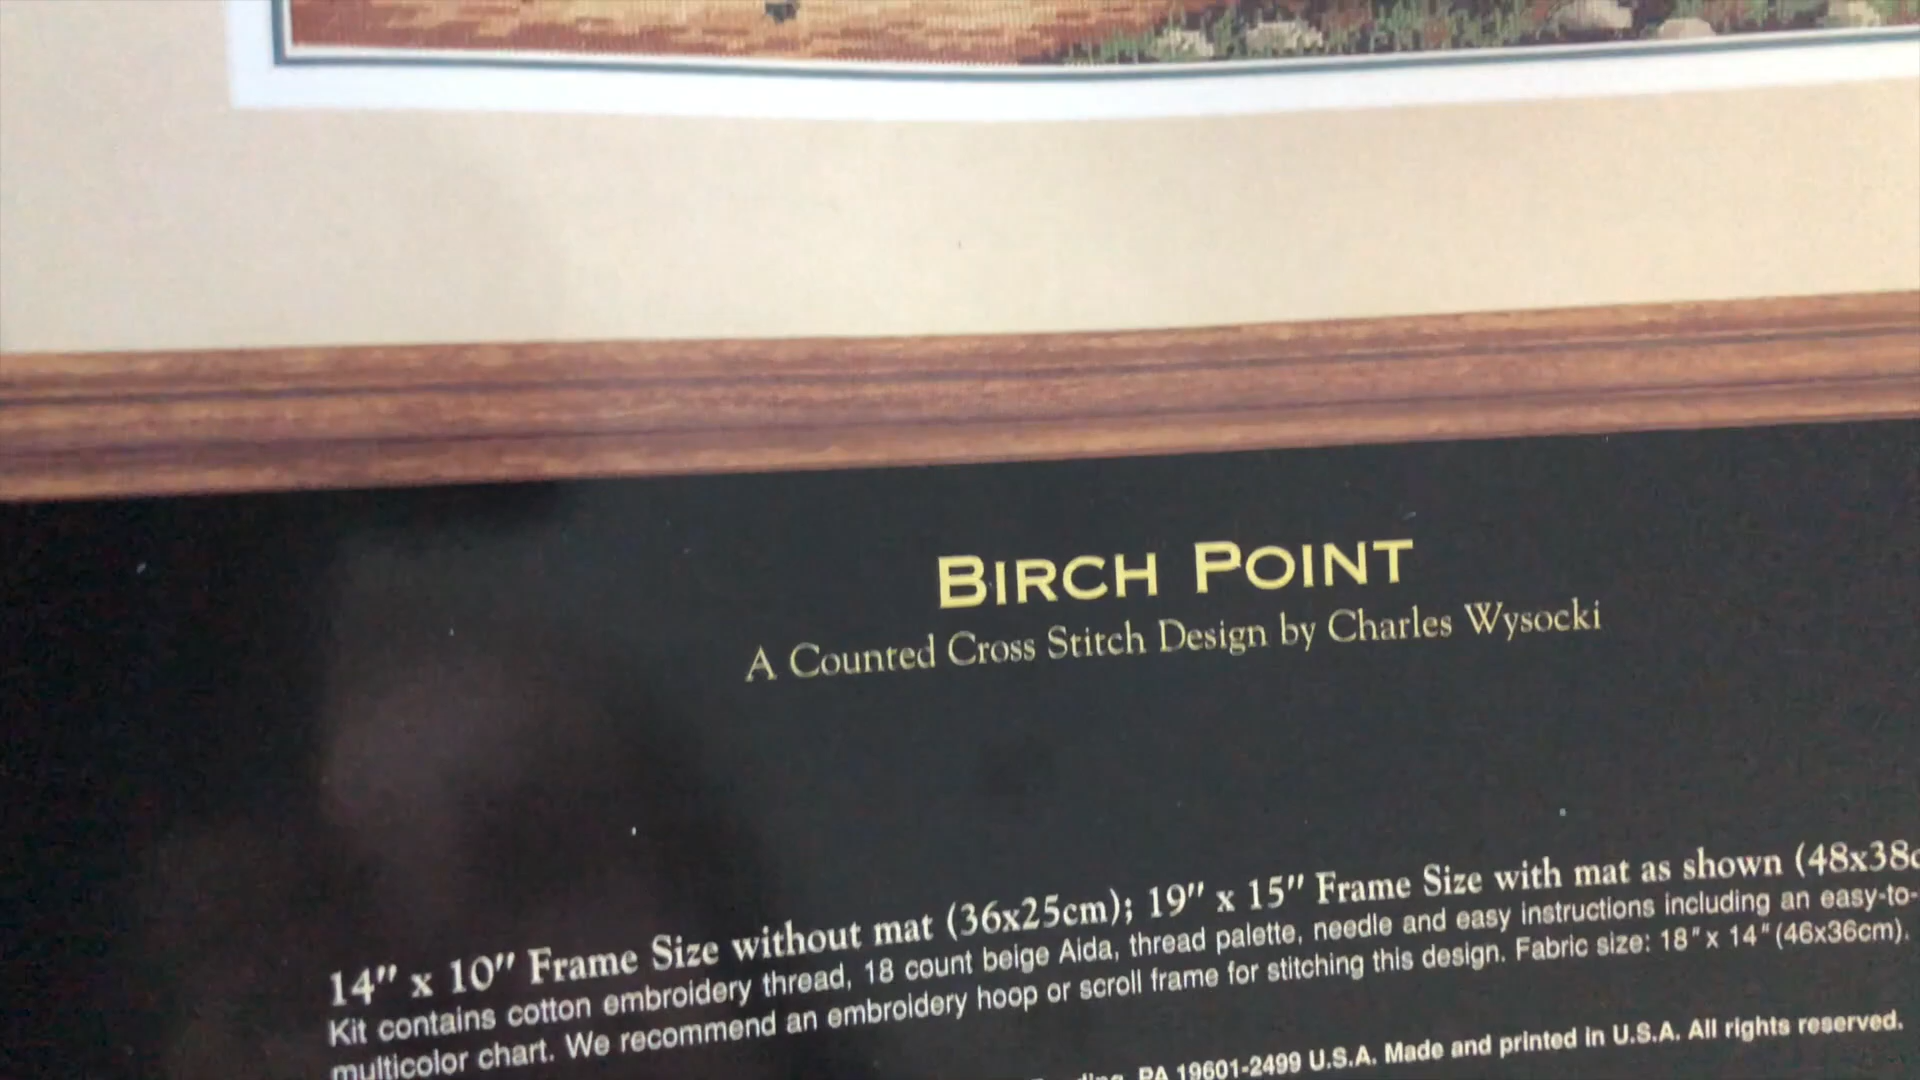 BIRCH POINT
A Counted Cross Stitch Design by Charles Wysocki
14" x 10" Frame Size without mat (36x25cm); 19" x 15" Frame Size with mat as shown (48x38c
Kit contains cotton embroidery thread, 18 count beige Aida, thread palette, needle and easy instructions including an easy-to-
multicolor chart. We recommend an embroidery hoop or scroll frame for stitching this design. Fabric size: 18" x 14" (46x36cm).
PA 19601-2499 U.S.A. Made and printed in U.S.A. All rights reserved.